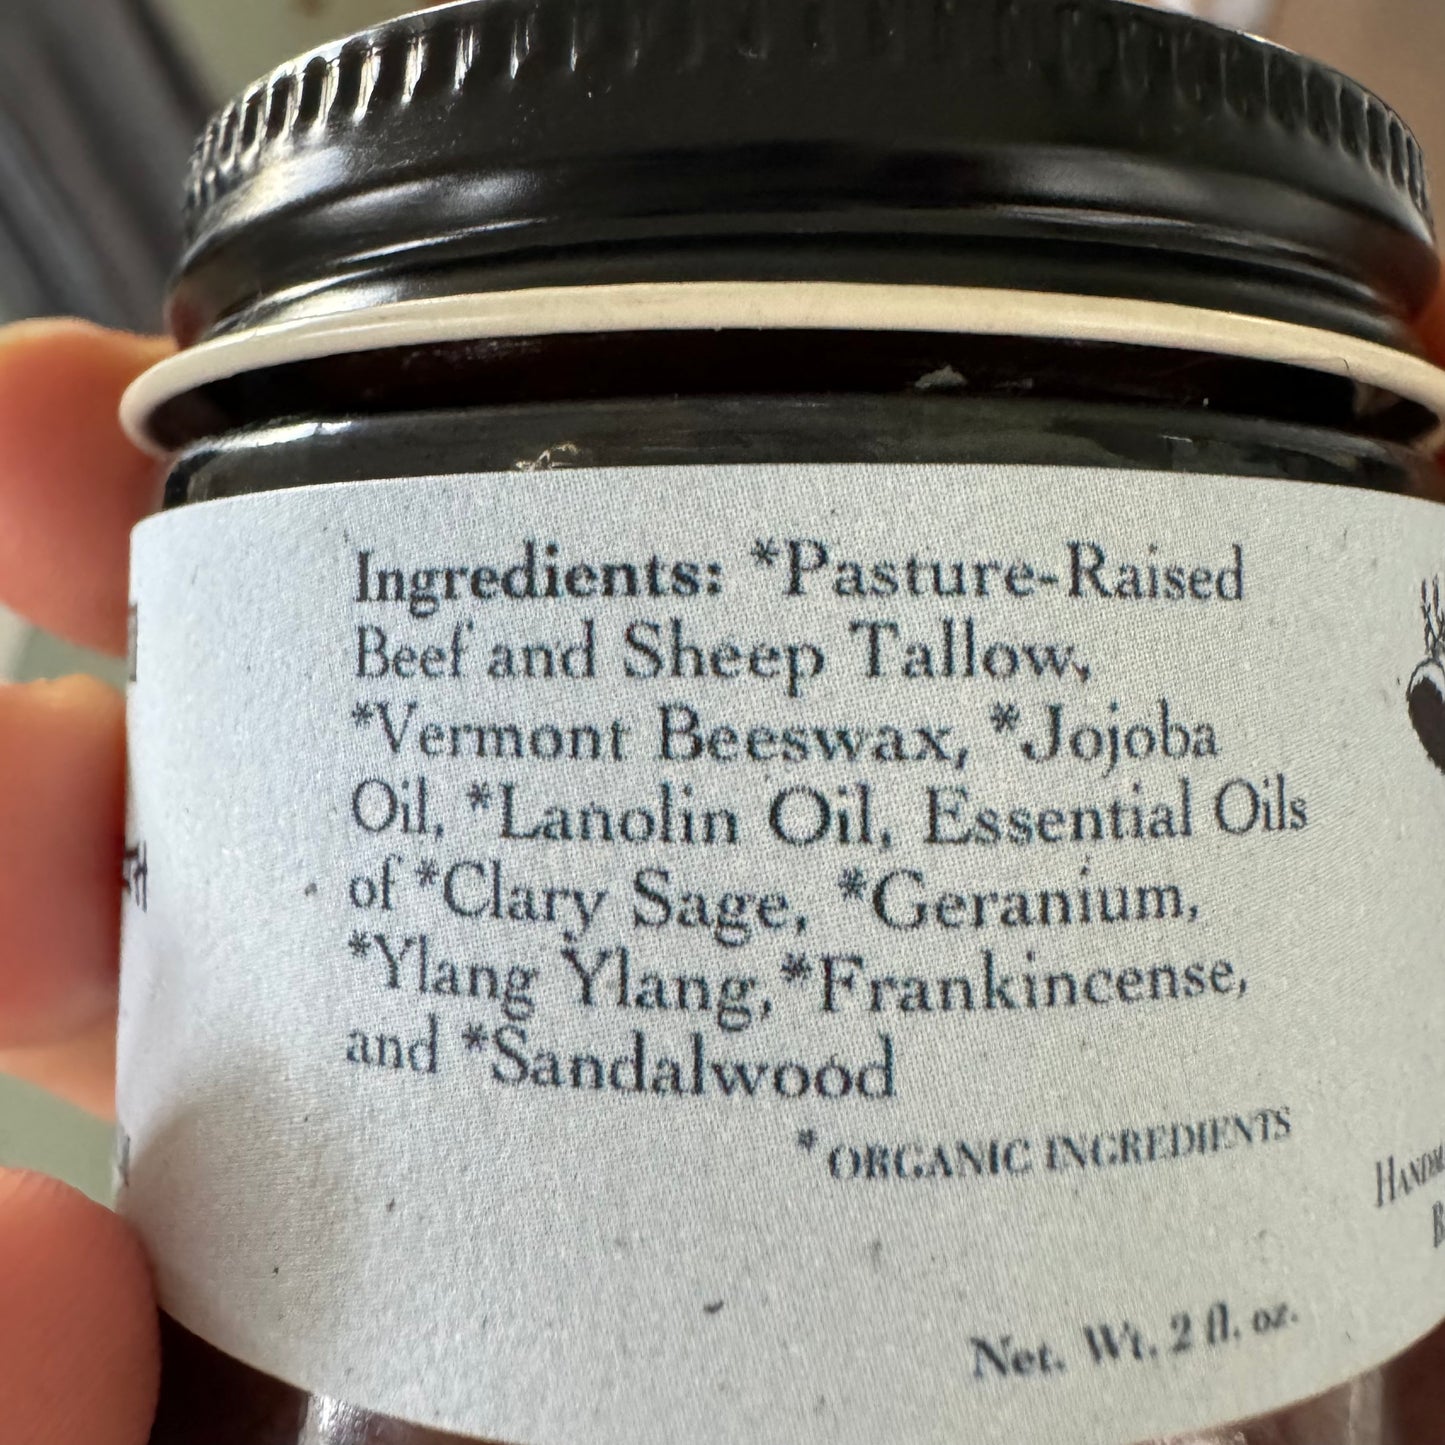 Ingredients: *Pasture-Raised
Beef and Sheep Tallow,
*Vermont Beeswax, *Jojoba
Oil, *Lanolin Oil, Essential Oils
of *Clary Sage, *Geranium,
*Ylang Ylang, *Frankincense,
and *Sandalwood
*ORGANIC INGREDIENTS
Net. Wt. 2 fl. oz.